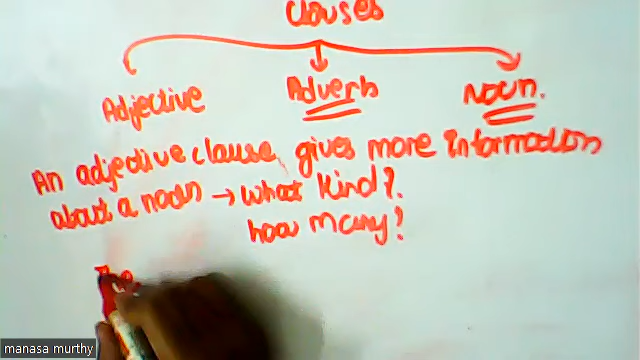 Clauses
Adjective Adverb Noun.
An adjective clause, gives more information
about a noun → What kind?
how many?
manasa murthy